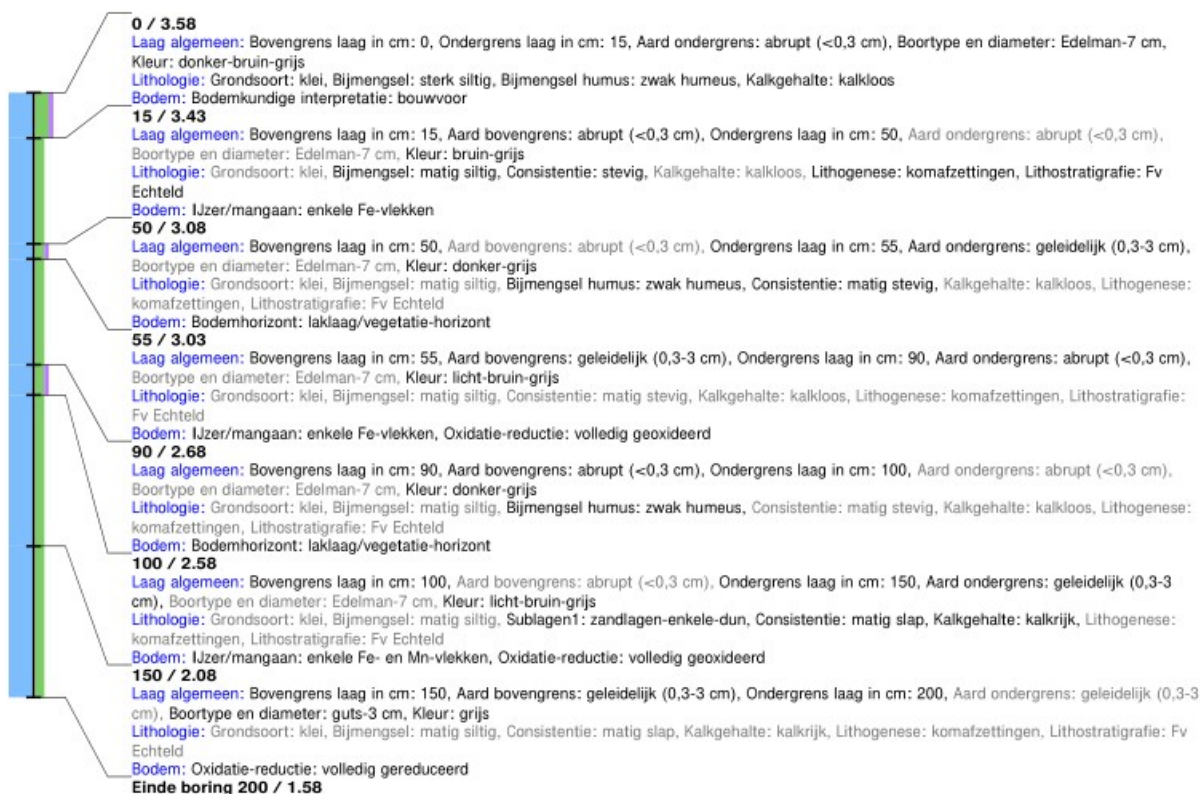 0 / 3.58
Laag algemeen: Bovengrens laag in cm: 0, Ondergrens laag in cm: 15, Aard ondergrens: abrupt (<0,3 cm), Boortype en diameter: Edelman-7 cm,
Kleur: donker-bruin-grijs
Lithologie: Grondsoort: klei, Bijmengsel: sterk siltig, Bijmengsel humus: zwak humeus, Kalkgehalte: kalkloos
Bodem: Bodemkundige interpretatie: bouwvoor
15 / 3.43
Laag algemeen: Bovengrens laag in cm: 15, Aard bovengrens: abrupt (<0,3 cm), Ondergrens laag in cm: 50, Aard ondergrens: abrupt (<0,3 cm),
Boortype en diameter: Edelman-7 cm, Kleur: bruin-grijs
Lithologie: Grondsoort: klei, Bijmengsel: matig siltig, Consistentie: stevig, Kalkgehalte: kalkloos, Lithogenese: komafzettingen, Lithostratigrafie: Fv
Echteld
Bodem: IJzer/mangaan: enkele Fe-vlekken
50 / 3.08
Laag algemeen: Bovengrens laag in cm: 50, Aard bovengrens: abrupt (<0,3 cm), Ondergrens laag in cm: 55, Aard ondergrens: geleidelijk (0,3-3 cm),
Boortype en diameter: Edelman-7 cm, Kleur: donker-grijs
Lithologie: Grondsoort: klei, Bijmengsel: matig siltig, Bijmengsel humus: zwak humeus, Consistentie: matig stevig, Kalkgehalte: kalkloos, Lithogenese:
komafzettingen, Lithostratigrafie: Fv Echteld
Bodem: Bodemhorizont: laklaag/vegetatie-horizont
55 / 3.03
Laag algemeen: Bovengrens laag in cm: 55, Aard bovengrens: geleidelijk (0,3-3 cm), Ondergrens laag in cm: 90, Aard ondergrens: abrupt (<0,3 cm),
Boortype en diameter: Edelman-7 cm, Kleur: licht-bruin-grijs
Lithologie: Grondsoort: klei, Bijmengsel: matig siltig, Consistentie: matig stevig, Kalkgehalte: kalkloos, Lithogenese: komafzettingen, Lithostratigrafie:
Fv Echteld
Bodem: IJzer/mangaan: enkele Fe-vlekken, Oxidatie-reductie: volledig geoxideerd
90 / 2.68
Laag algemeen: Bovengrens laag in cm: 90, Aard bovengrens: abrupt (<0,3 cm), Ondergrens laag in cm: 100, Aard ondergrens: abrupt (<0,3 cm),
Boortype en diameter: Edelman-7 cm, Kleur: donker-grijs
Lithologie: Grondsoort: klei, Bijmengsel: matig siltig, Bijmengsel humus: zwak humeus, Consistentie: matig stevig, Kalkgehalte: kalkloos, Lithogenese:
komafzettingen, Lithostratigrafie: Fv Echteld
Bodem: Bodemhorizont: laklaag/vegetatie-horizont
100 / 2.58
Laag algemeen: Bovengrens laag in cm: 100, Aard bovengrens: abrupt (<0,3 cm), Ondergrens laag in cm: 150, Aard ondergrens: geleidelijk (0,3-3
cm), Boortype en diameter: Edelman-7 cm, Kleur: licht-bruin-grijs
Lithologie: Grondsoort: klei, Bijmengsel: matig siltig, Sublagen1: zandlagen-enkele-dun, Consistentie: matig slap, Kalkgehalte: kalkrijk, Lithogenese:
komafzettingen, Lithostratigrafie: Fv Echteld
Bodem: IJzer/mangaan: enkele Fe- en Mn-vlekken, Oxidatie-reductie: volledig geoxideerd
150 / 2.08
Laag algemeen: Bovengrens laag in cm: 150, Aard bovengrens: geleidelijk (0,3-3 cm), Ondergrens laag in cm: 200, Aard ondergrens: geleidelijk (0,3-3
cm), Boortype en diameter: guts-3 cm, Kleur: grijs
Lithologie: Grondsoort: klei, Bijmengsel: matig siltig, Consistentie: matig slap, Kalkgehalte: kalkrijk, Lithogenese: komafzettingen, Lithostratigrafie: Fv
Echteld
Bodem: Oxidatie-reductie: volledig gereduceerd
Einde boring 200 / 1.58